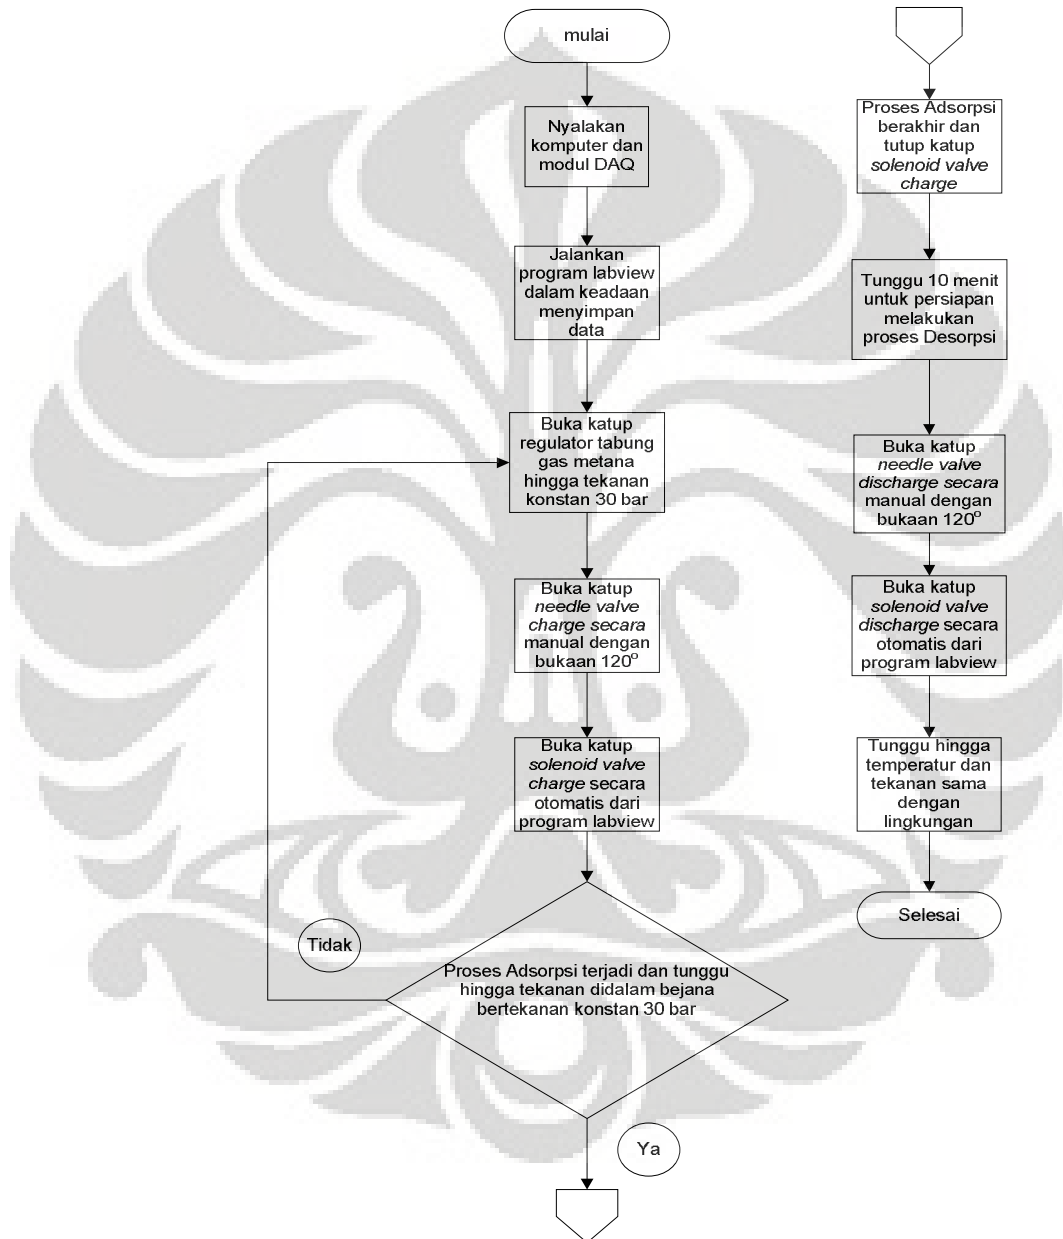 mulai
Nyalakan
komputer dan
modul DAQ
Jalankan
program labview
dalam keadaan
menyimpan
data
Buka katup
regulator tabung
gas metana
hingga tekanan
konstan 30 bar
Buka katup
needle valve
charge secara
manual dengan
bukaan 120°
Buka katup
solenoid valve
charge secara
otomatis dari
program labview
Tidak
Proses Adsorpsi terjadi dan tunggu
hingga tekanan didalam bejana
bertekanan konstan 30 bar
Ya
Proses Adsorpsi
berakhir dan
tutup katup
solenoid valve
charge
Tunggu 10 menit
untuk persiapan
melakukan
proses Desorpsi
Buka katup
needle valve
discharge secara
manual dengan
bukaan 120°
Buka katup
solenoid valve
discharge secara
otomatis dari
program labview
Tunggu hingga
temperatur dan
tekanan sama
dengan
lingkungan
Selesai